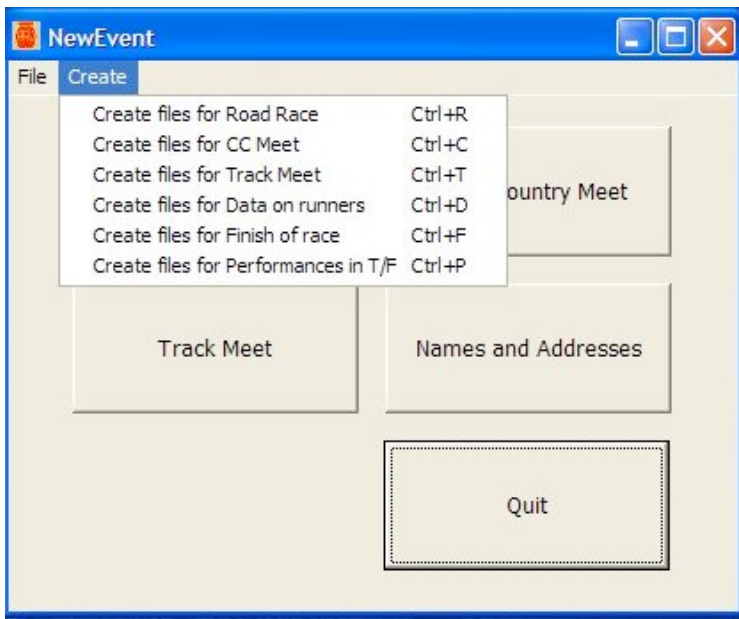 NewEvent
File Create
Create files for Road Race Ctrl+R
Create files for CC Meet Ctrl+C
Create files for Track Meet Ctrl+T
Create files for Data on runners Ctrl+D
Create files for Finish of race Ctrl+F
Create files for Performances in T/F Ctrl+P
ountry Meet
Track Meet Names and Addresses
Quit